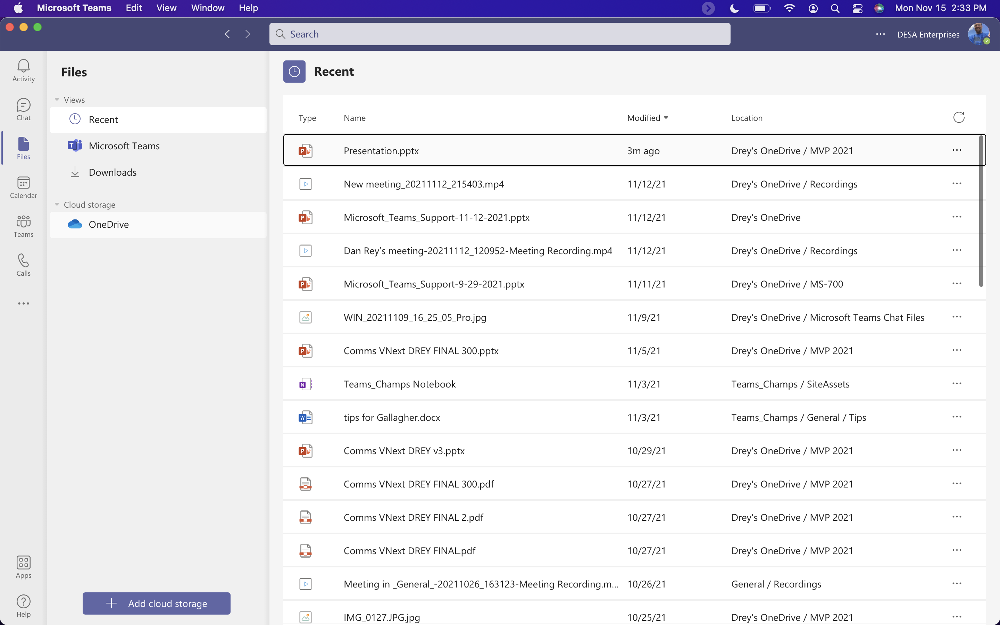 Microsoft Teams Edit View Window Help Mon Nov 15 2:33 PM
Search DESA Enterprises
Activity
Chat
Files
Calendar
Teams
Calls
Apps
Help
Files
Views
Recent
Microsoft Teams
Downloads
Cloud storage
OneDrive
Add cloud storage
Recent
Type Name Modified Location
Presentation.pptx 3m ago Drey's OneDrive / MVP 2021
New meeting_20211112_215403.mp4 11/12/21 Drey's OneDrive / Recordings
Microsoft_Teams_Support-11-12-2021.pptx 11/12/21 Drey's OneDrive
Dan Rey’s meeting-20211112_120952-Meeting Recording.mp4 11/12/21 Drey's OneDrive / Recordings
Microsoft_Teams_Support-9-29-2021.pptx 11/11/21 Drey's OneDrive / MS-700
WIN_20211109_16_25_05_Pro.jpg 11/9/21 Drey's OneDrive / Microsoft Teams Chat Files
Comms VNext DREY FINAL 300.pptx 11/5/21 Drey's OneDrive / MVP 2021
Teams_Champs Notebook 11/3/21 Teams_Champs / SiteAssets
tips for Gallagher.docx 11/3/21 Teams_Champs / General / Tips
Comms VNext DREY v3.pptx 10/29/21 Drey's OneDrive / MVP 2021
Comms VNext DREY FINAL 300.pdf 10/27/21 Drey's OneDrive / MVP 2021
Comms VNext DREY FINAL 2.pdf 10/27/21 Drey's OneDrive / MVP 2021
Comms VNext DREY FINAL.pdf 10/27/21 Drey's OneDrive / MVP 2021
Meeting in _General_-20211026_163123-Meeting Recording.m... 10/26/21 General / Recordings
IMG_0127.JPG.jpg 10/25/21 Drey's OneDrive / MVP 2021